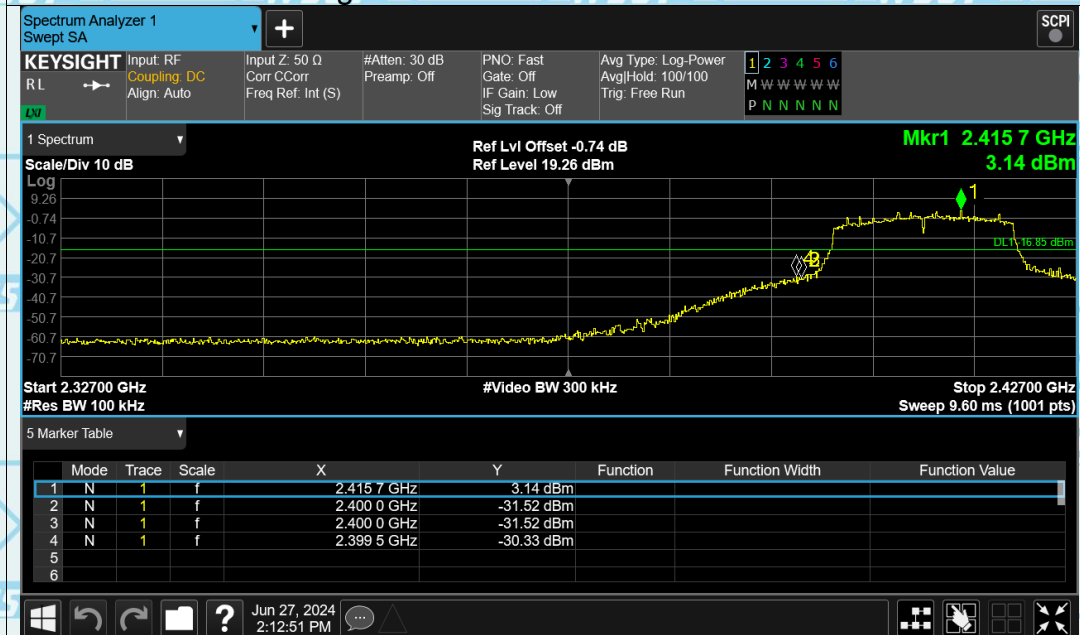 Spectrum Analyzer 1
Swept SA
+
SCPI
KEYSIGHT
R L
LXI
Input: RF
Coupling: DC
Align: Auto
Input Z: 50 Ω
Corr CCorr
Freq Ref: Int (S)
#Atten: 30 dB
Preamp: Off
PNO: Fast
Gate: Off
IF Gain: Low
Sig Track: Off
Avg Type: Log-Power
Avg|Hold: 100/100
Trig: Free Run
1 2 3 4 5 6
M W W W W W
P N N N N N
1 Spectrum
Scale/Div 10 dB
Ref Lvl Offset -0.74 dB
Ref Level 19.26 dBm
Mkr1 2.415 7 GHz
3.14 dBm
Log
9.26
-0.74
-10.7
-20.7
-30.7
-40.7
-50.7
-60.7
-70.7
1
DL1 -16.85 dBm
Start 2.32700 GHz
#Video BW 300 kHz
Stop 2.42700 GHz
#Res BW 100 kHz
Sweep 9.60 ms (1001 pts)
5 Marker Table
Mode Trace Scale X Y Function Function Width Function Value
1 N 1 f 2.415 7 GHz 3.14 dBm
2 N 1 f 2.400 0 GHz -31.52 dBm
3 N 1 f 2.400 0 GHz -31.52 dBm
4 N 1 f 2.399 5 GHz -30.33 dBm
5
6
?
Jun 27, 2024
2:12:51 PM